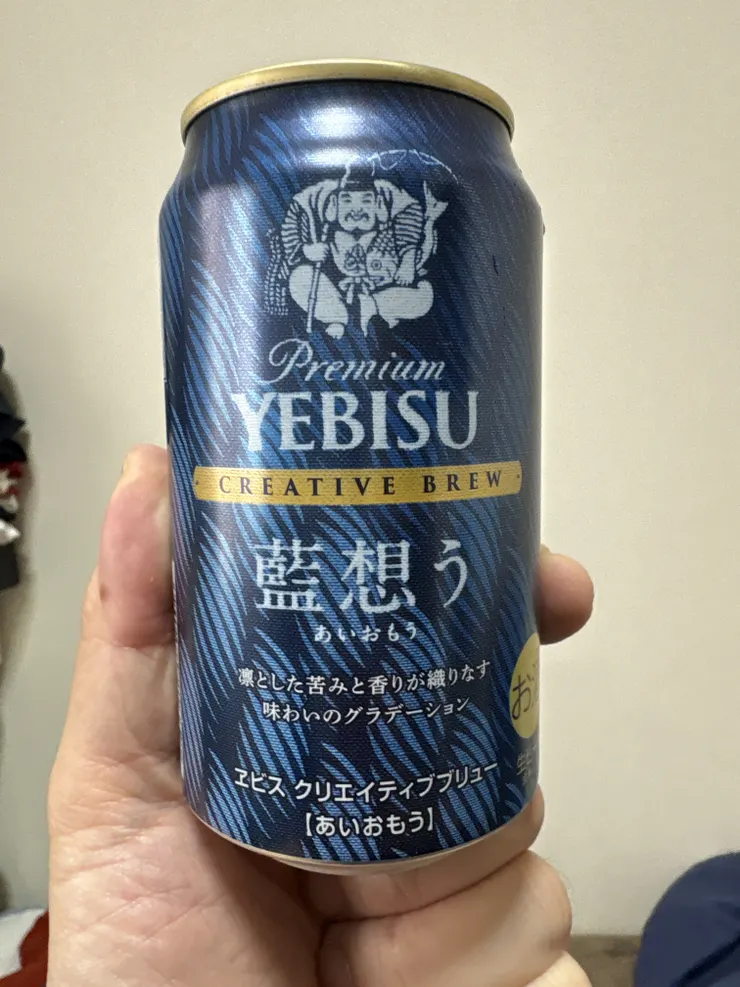 Premium
YEBISU
CREATIVE BREW
藍想う
あいおもう
凛とした苦みと香りが織りなす
味わいのグラデーション
ヱビス クリエイティブブリュー
【あいおもう】
お